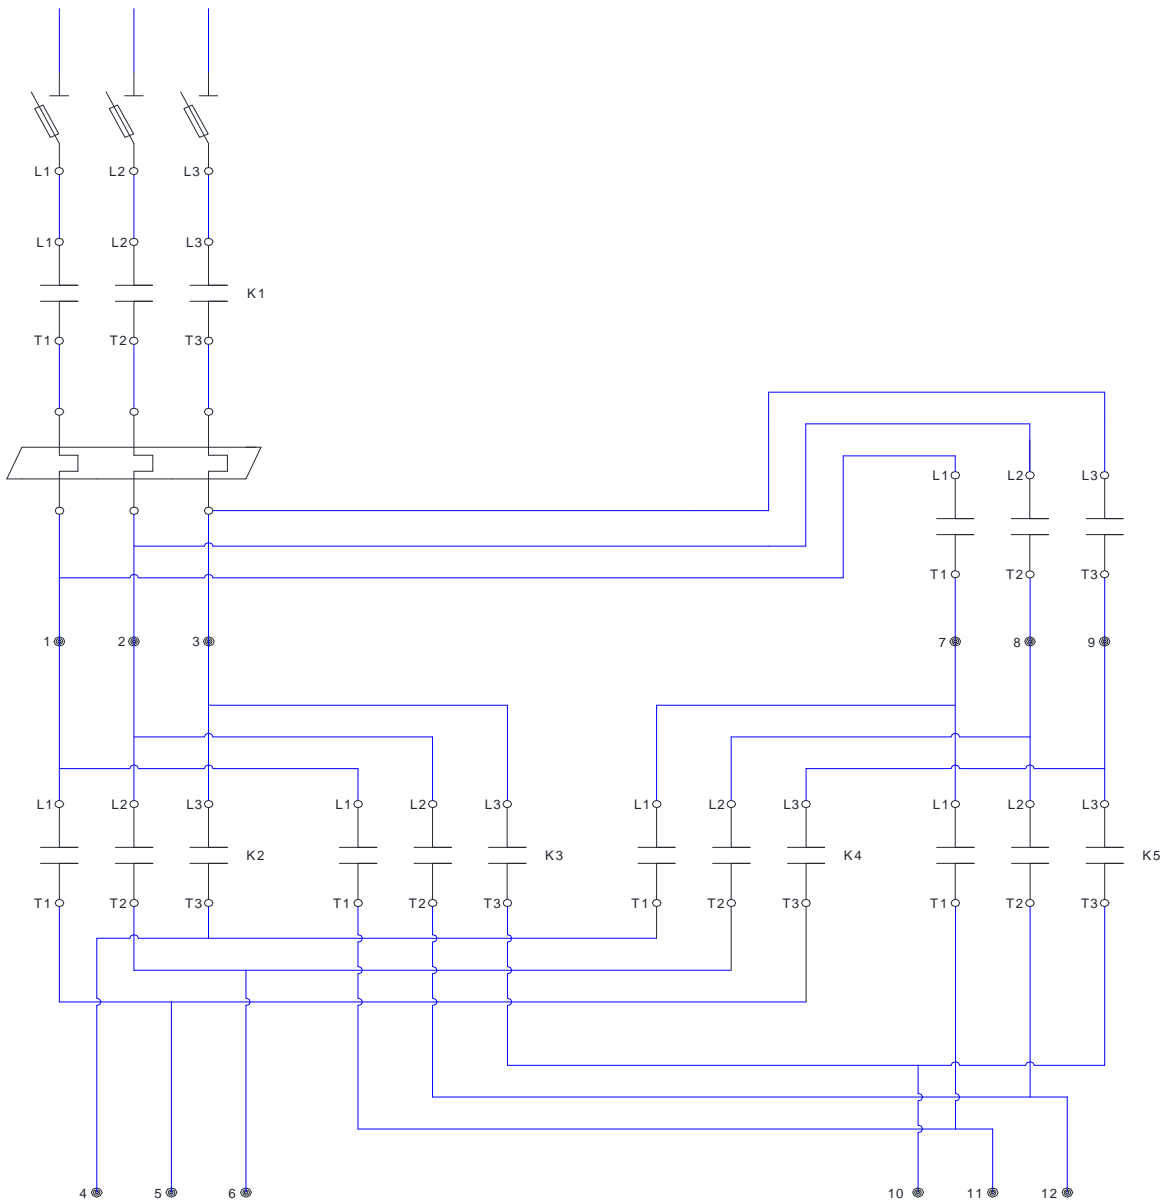 L1 L2 L3
L1 L2 L3
K1
T1 T2 T3
L1 L2 L3
T1 T2 T3
1 2 3 7 8 9
L1 L2 L3 L1 L2 L3 L1 L2 L3 L1 L2 L3
K2 K3 K4 K5
T1 T2 T3 T1 T2 T3 T1 T2 T3 T1 T2 T3
4 5 6 10 11 12